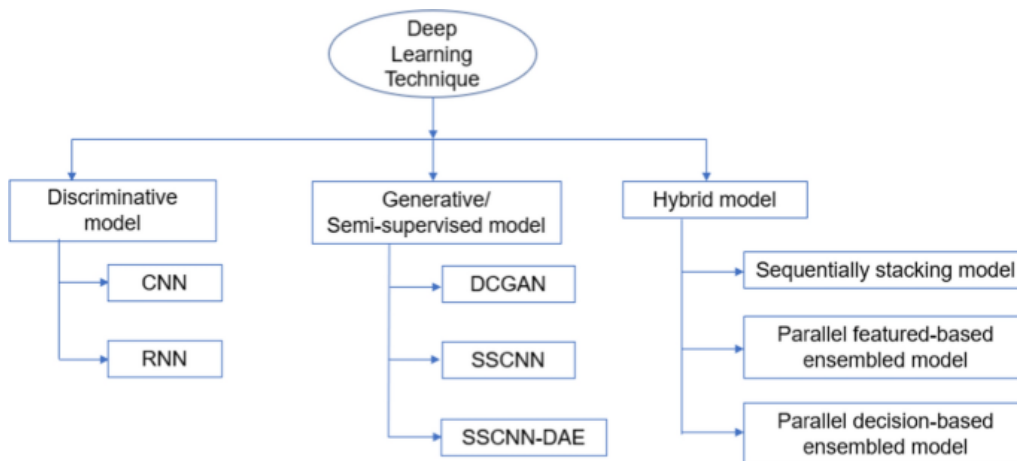 Deep
Learning
Technique
Discriminative
model
CNN
RNN
Generative/
Semi-supervised model
DCGAN
SSCNN
SSCNN-DAE
Hybrid model
Sequentially stacking model
Parallel featured-based
ensembled model
Parallel decision-based
ensembled model